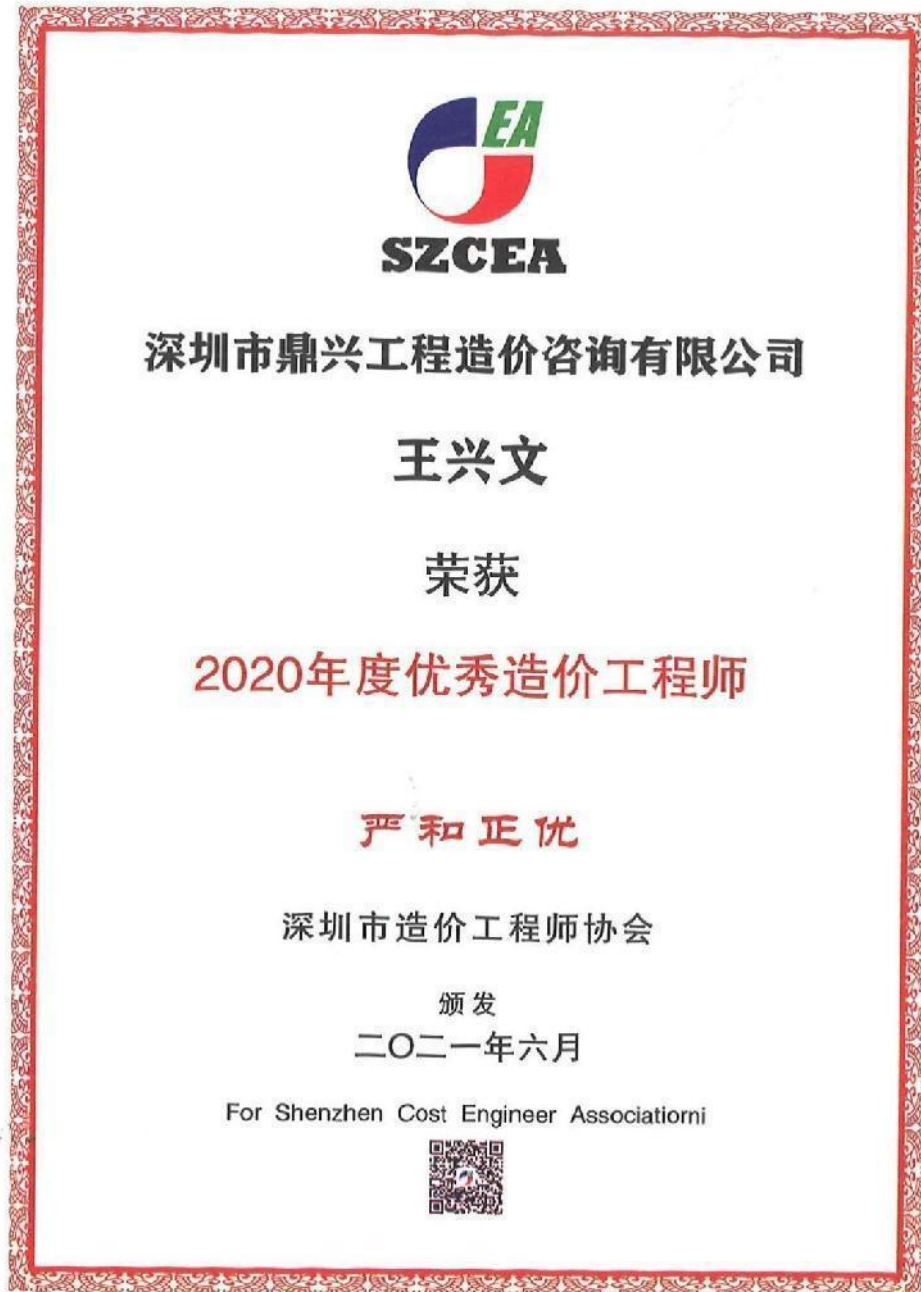 EA
SZCEA
深圳市鼎兴工程造价咨询有限公司
王兴文
荣获
2020年度优秀造价工程师
严和正优
深圳市造价工程师协会
颁发
二〇二一年六月
For Shenzhen Cost Engineer Associatiorni